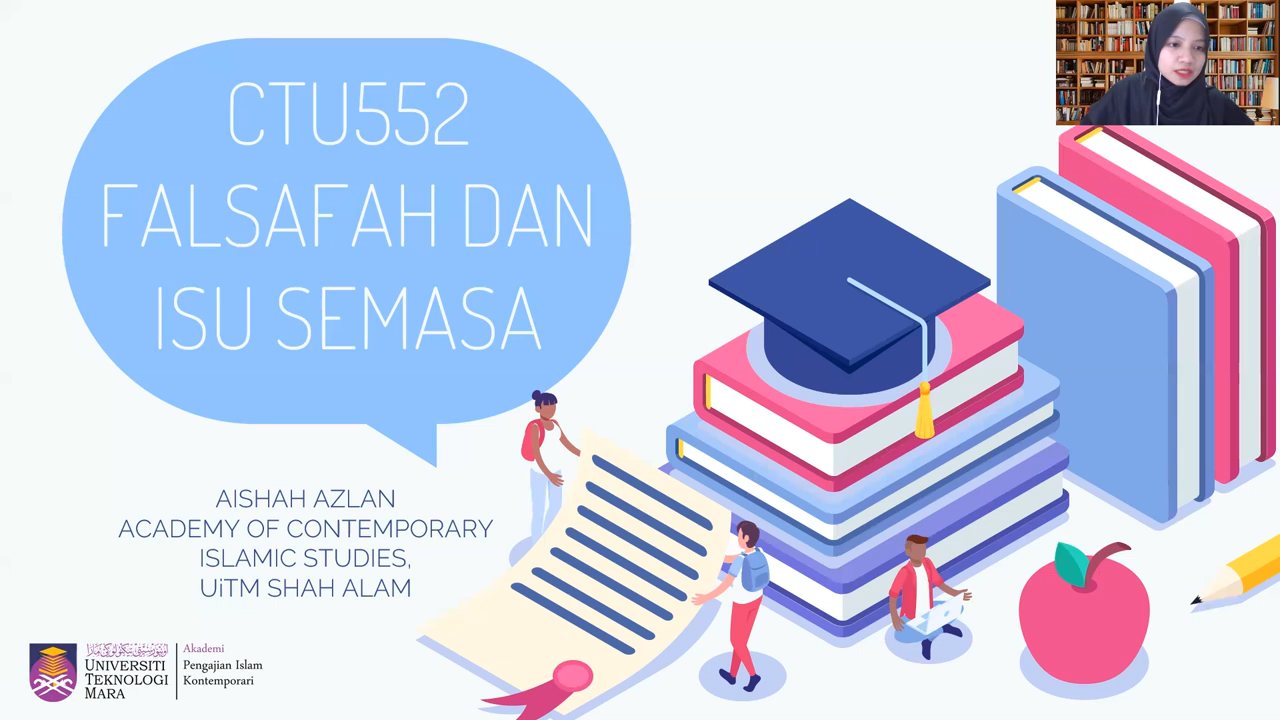 CTU552
FALSAFAH DAN
ISU SEMASA
AISHAH AZLAN
ACADEMY OF CONTEMPORARY
ISLAMIC STUDIES,
UiTM SHAH ALAM
UNIVERSITI
TEKNOLOGI
MARA
Akademi
Pengajian Islam
Kontemporari